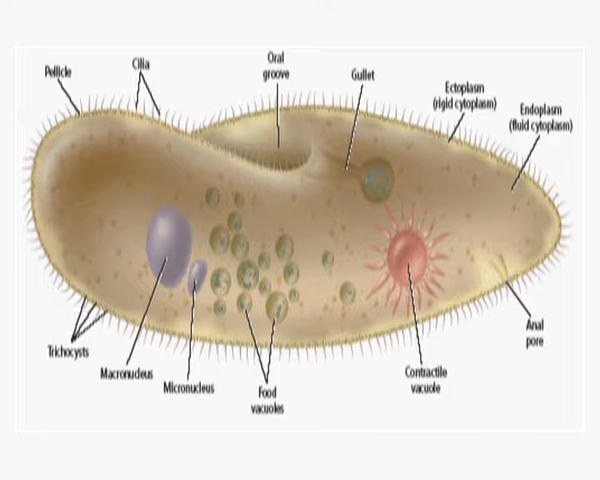 Pellicle
Cilia
Oral
groove
Gullet
Ectoplasm
(rigid cytoplasm)
Endoplasm
(fluid cytoplasm)
Trichocysts
Macronucleus
Micronucleus
Food
vacuoles
Contractile
vacuole
Anal
pore